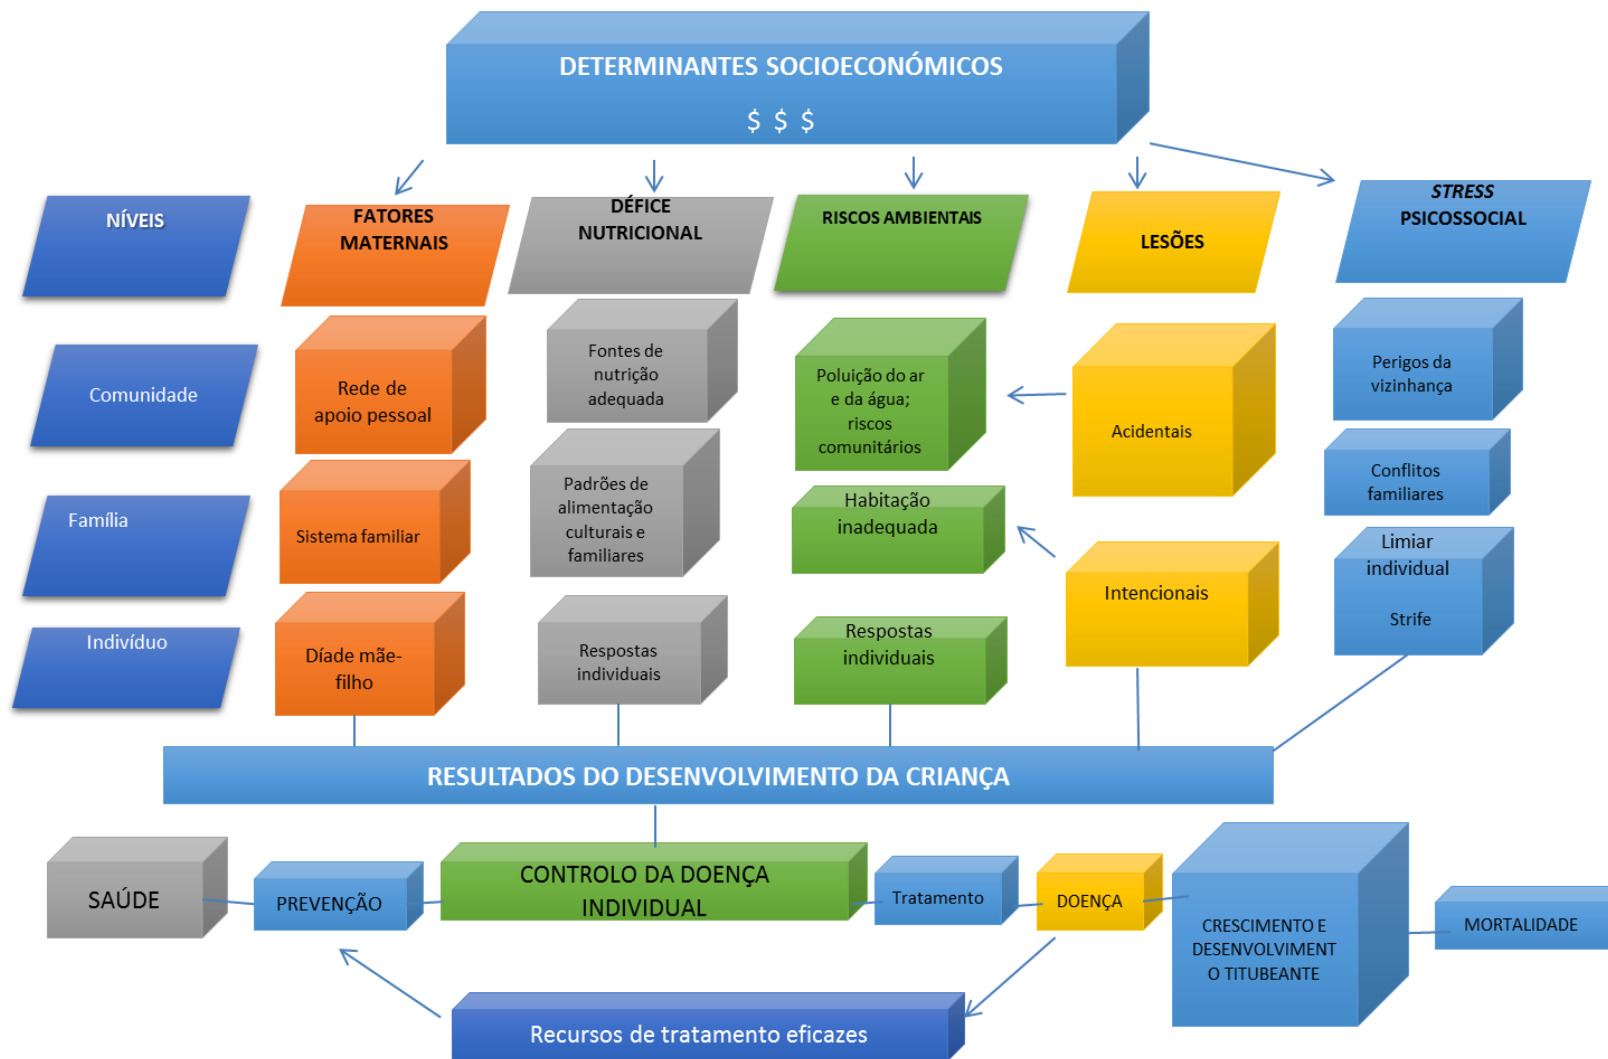 DETERMINANTES SOCIOECONÓMICOS
$ $ $
NÍVEIS
FATORES
MATERNAIS
DÉFICE
NUTRICIONAL
RISCOS AMBIENTAIS
LESÕES
STRESS
PSICOSSOCIAL
Comunidade
Rede de
apoio pessoal
Fontes de
nutrição
adequada
Poluição do ar
e da água;
riscos
comunitários
Acidentais
Perigos da
vizinhança
Família
Sistema familiar
Padrões de
alimentação
culturais e
familiares
Habitação
inadequada
Intencionais
Conflitos
familiares
Indivíduo
Díade mãe-
filho
Respostas
individuais
Respostas
individuais
Limiar
individual
Strife
RESULTADOS DO DESENVOLVIMENTO DA CRIANÇA
SAÚDE
PREVENÇÃO
CONTROLO DA DOENÇA
INDIVIDUAL
Tratamento
DOENÇA
CRESCIMENTO E
DESENVOLVIMENT
O TITUBEANTE
MORTALIDADE
Recursos de tratamento eficazes